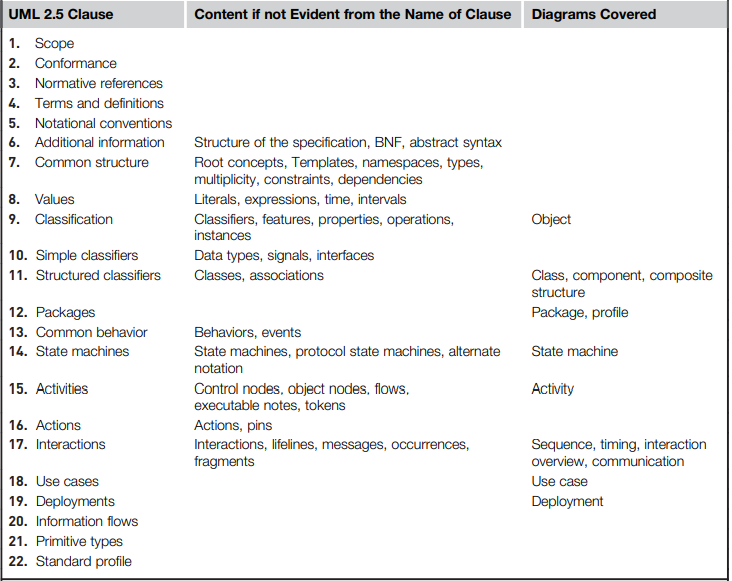 UML 2.5 Clause Content if not Evident from the Name of Clause Diagrams Covered
1. Scope
2. Conformance
3. Normative references
4. Terms and definitions
5. Notational conventions
6. Additional information Structure of the specification, BNF, abstract syntax
7. Common structure Root concepts, Templates, namespaces, types,
multiplicity, constraints, dependencies
8. Values Literals, expressions, time, intervals
9. Classification Classifiers, features, properties, operations, Object
instances
10. Simple classifiers Data types, signals, interfaces
11. Structured classifiers Classes, associations Class, component, composite
structure
12. Packages Package, profile
13. Common behavior Behaviors, events
14. State machines State machines, protocol state machines, alternate State machine
notation
15. Activities Control nodes, object nodes, flows, Activity
executable notes, tokens
16. Actions Actions, pins
17. Interactions Interactions, lifelines, messages, occurrences, Sequence, timing, interaction
fragments overview, communication
18. Use cases Use case
19. Deployments Deployment
20. Information flows
21. Primitive types
22. Standard profile